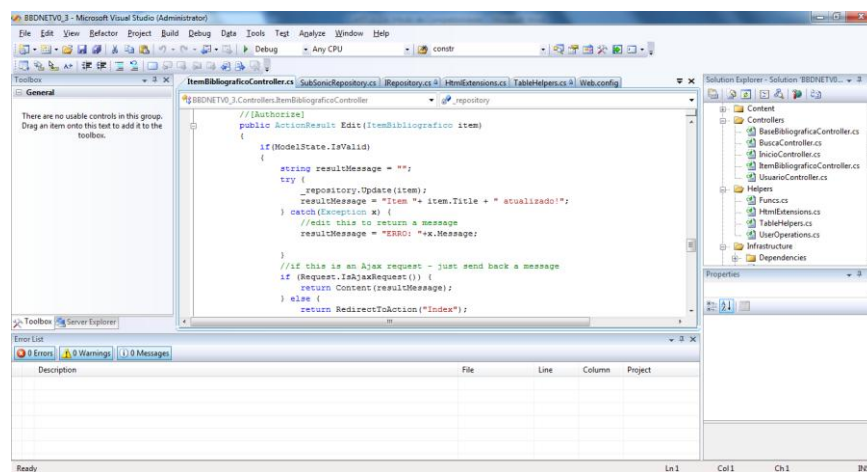 BBDNETV0_3 - Microsoft Visual Studio (Administrator)
File Edit View Refactor Project Build Debug Data Tools Test Analyze Window Help
Debug Any CPU constr
Toolbox
General
There are no usable controls in this group. Drag an item onto this text to add it to the toolbox.
Toolbox Server Explorer
ItemBibliograficoController.cs SubSonicRepository.cs IRepository.cs HtmlExtensions.cs TableHelpers.cs Web.config
BBDNETV0_3.Controllers.ItemBibliograficoController _repository
//[Authorize]
public ActionResult Edit(ItemBibliografico item)
{
if(ModelState.IsValid)
{
string resultMessage = "";
try {
_repository.Update(item);
resultMessage = "Item "+ item.Title + " atualizado!";
} catch(Exception x) {
//edit this to return a message
resultMessage = "ERRO: "+x.Message;
}
//if this is an Ajax request - just send back a message
if (Request.IsAjaxRequest()) {
return Content(resultMessage);
} else {
return RedirectToAction("Index");
Solution Explorer - Solution 'BBDNETV0...
Content
Controllers
BaseBibliograficaController.cs
BuscaController.cs
InicioController.cs
ItemBibliograficoController.cs
UsuarioController.cs
Helpers
Funcs.cs
HtmlExtensions.cs
TableHelpers.cs
UserOperations.cs
Infrastructure
Dependencies
Properties
Error List
0 Errors 0 Warnings 0 Messages
Description File Line Column Project
Ready Ln 1 Col 1 Ch 1 INS